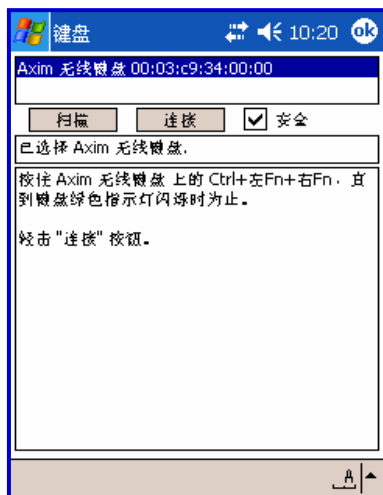 键盘 10:20 ok
Axim 无线键盘 00:03:c9:34:00:00
扫描 连接 安全
已选择 Axim 无线键盘.
按住 Axim 无线键盘 上的 Ctrl+左Fn+右Fn，直
到键盘绿色指示灯闪烁时为止。
轻击 "连接" 按钮。
A